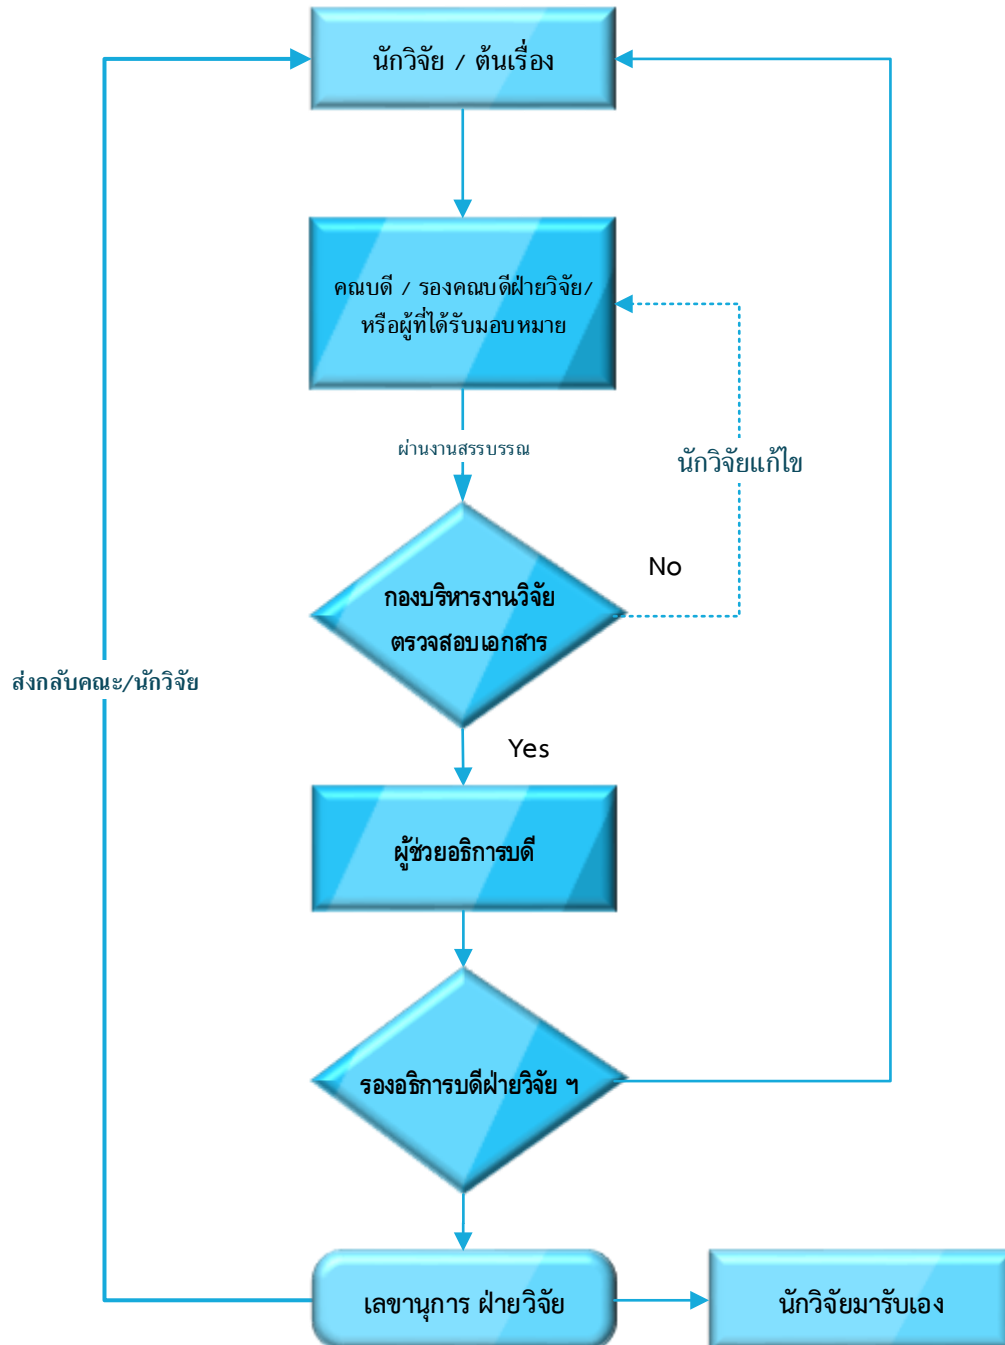 นักวิจัย / ต้นเรื่อง
คณบดี / รองคณบดีฝ่ายวิจัย/
หรือผู้ที่ได้รับมอบหมาย
ผ่านงานสรรบรรณ
นักวิจัยแก้ไข
No
กองบริหารงานวิจัย
ตรวจสอบเอกสาร
ส่งกลับคณะ/นักวิจัย
Yes
ผู้ช่วยอธิการบดี
รองอธิการบดีฝ่ายวิจัย ฯ
เลขานุการ ฝ่ายวิจัย
นักวิจัยมารับเอง